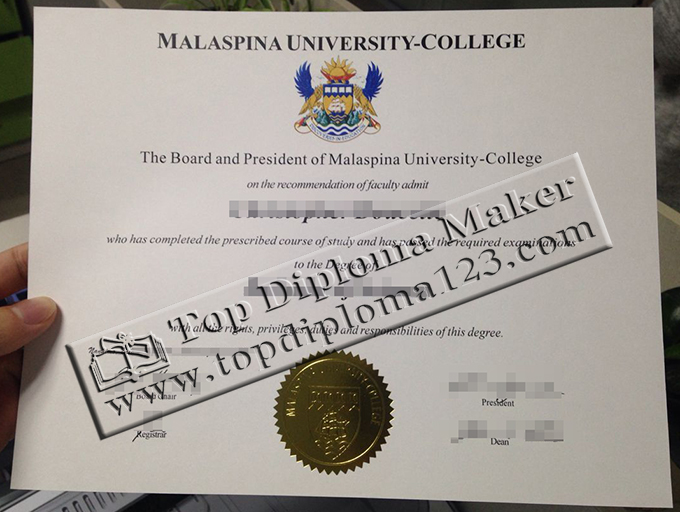 MALASPINA UNIVERSITY-COLLEGE
The Board and President of Malaspina University-College
on the recommendation of faculty admit
who has completed the prescribed course of study and has passed the required examinations
to the Degree of
with all the rights, privileges, duties and responsibilities of this degree.
Top Diploma Maker
www.topdiploma123.com
Board Chair
President
Registrar
Dean
MALASPINA UNIVERSITY-COLLEGE